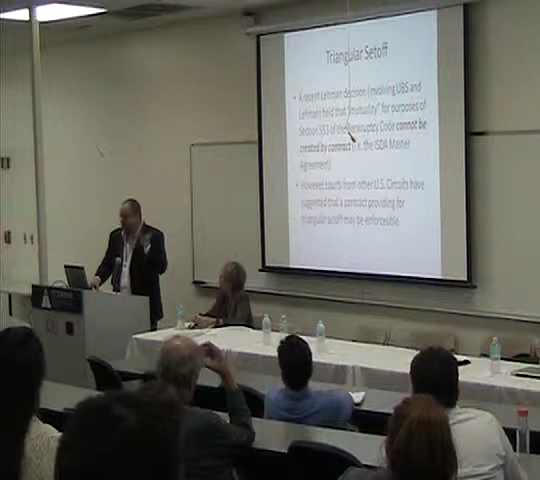 Triangular Setoff
• A recent Lehman decision (involving UBS and
Lehman) held that "mutuality" for purposes of
Section 553 of the Bankruptcy Code cannot be
created by contract (i.e. the ISDA Master
Agreement)
• However, courts from other U.S. Circuits have
suggested that a contract providing for
triangular setoff may be enforceable.